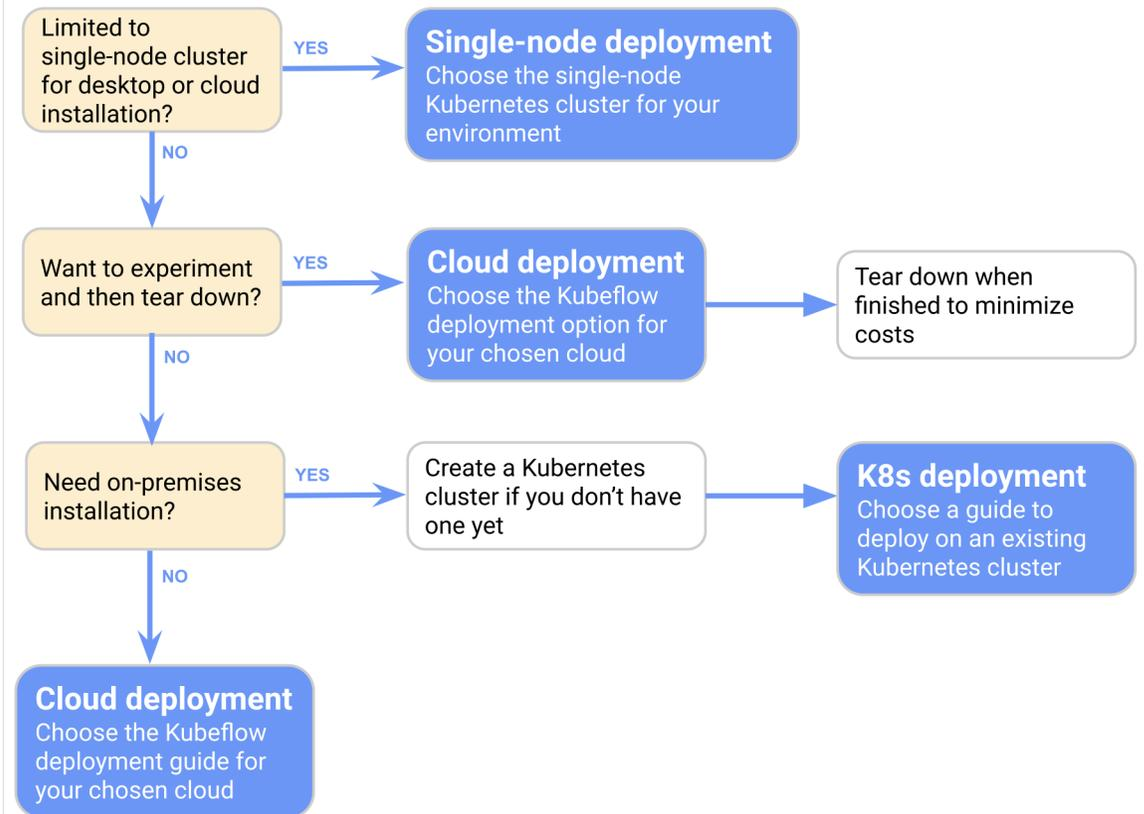 Limited to
single-node cluster
for desktop or cloud
installation?
YES
Single-node deployment
Choose the single-node
Kubernetes cluster for your
environment
NO
Want to experiment
and then tear down?
YES
Cloud deployment
Choose the Kubeflow
deployment option for
your chosen cloud
Tear down when
finished to minimize
costs
NO
Need on-premises
installation?
YES
Create a Kubernetes
cluster if you don’t have
one yet
K8s deployment
Choose a guide to
deploy on an existing
Kubernetes cluster
NO
Cloud deployment
Choose the Kubeflow
deployment guide for
your chosen cloud